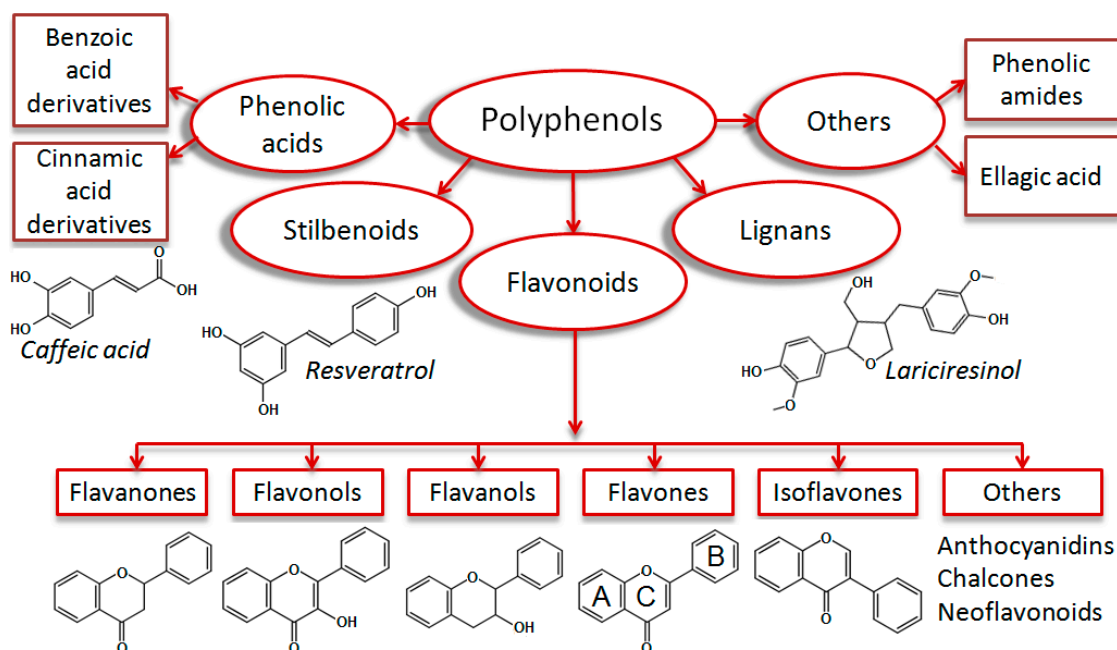 Benzoic
acid
derivatives
Phenolic
acids
Polyphenols
Others
Phenolic
amides
Cinnamic
acid
derivatives
Ellagic acid
Stilbenoids
Flavonoids
Lignans
O
OH
HO
HO
Caffeic acid
OH
HO
OH
Resveratrol
HO
O
OH
O
HO
O
Lariciresinol
Flavanones
Flavonols
Flavanols
Flavones
Isoflavones
Others
O
O
O
OH
O
O
OH
O
O
A
C
B
O
O
Anthocyanidins
Chalcones
Neoflavonoids